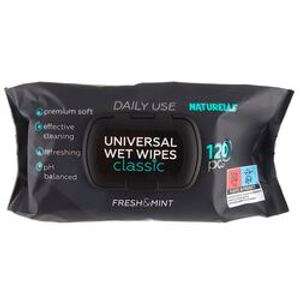 DAILY USE NATURELLE
premium soft
effective
cleaning
refreshing
pH
balanced
UNIVERSAL
WET WIPES
classic
120
pcs
FRESH&MINT